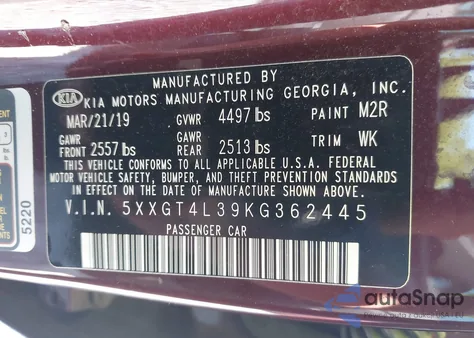 MANUFACTURED BY
KIA KIA MOTORS MANUFACTURING GEORGIA, INC.
MAR/21/19 GVWR 4497 lbs PAINT M2R
GAWR FRONT 2557 lbs GAWR REAR 2513 lbs TRIM WK
THIS VEHICLE CONFORMS TO ALL APPLICABLE U.S.A. FEDERAL
MOTOR VEHICLE SAFETY, BUMPER, AND THEFT PREVENTION STANDARDS
IN EFFECT ON THE DATE OF MANUFACTURE SHOWN ABOVE.
V.I.N. 5XXGT4L39KG362445
PASSENGER CAR
5220
autoSnap